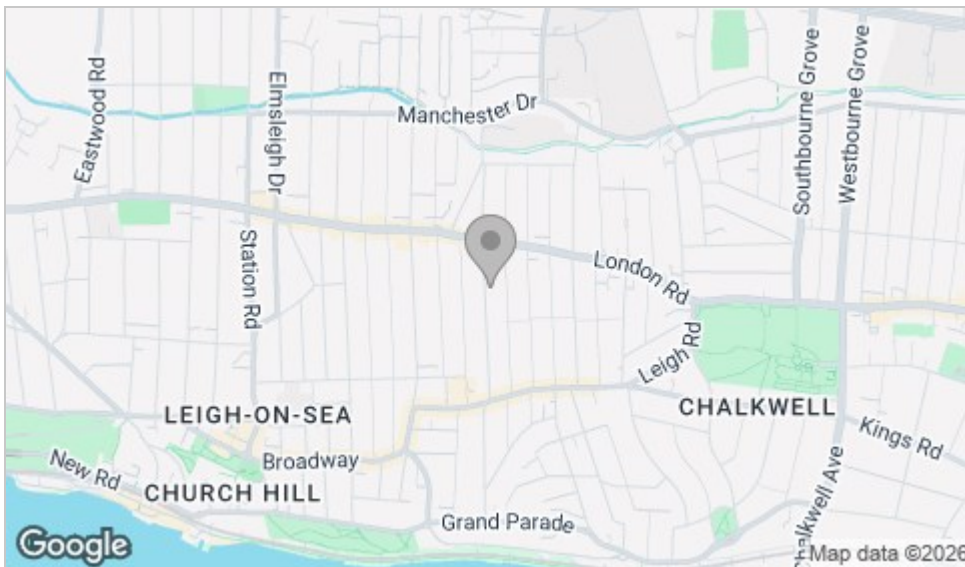 Eastwood Rd
Elmsleigh Dr
Manchester Dr
Southbourne Grove
Westbourne Grove
Station Rd
London Rd
Leigh Rd
LEIGH-ON-SEA
CHALKWELL
Kings Rd
Broadway
New Rd
CHURCH HILL
Grand Parade
Chalkwell Ave
Google
Map data ©2026